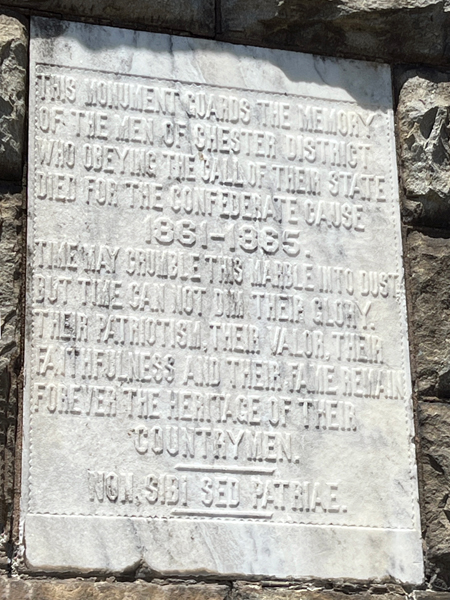 THIS MONUMENT GUARDS THE MEMORY
OF THE MEN OF CHESTER DISTRICT
WHO OBEYING THE CALL OF THEIR STATE
DIED FOR THE CONFEDERATE CAUSE
1861-1865.
TIME MAY CRUMBLE THIS MARBLE INTO DUST
BUT TIME CAN NOT DIM THEIR GLORY.
THEIR PATRIOTISM, THEIR VALOR, THEIR
FAITHFULNESS AND THEIR FAME REMAIN
FOREVER THE HERITAGE OF THEIR
COUNTRYMEN.
NON, SIBI SED PATRIAE.